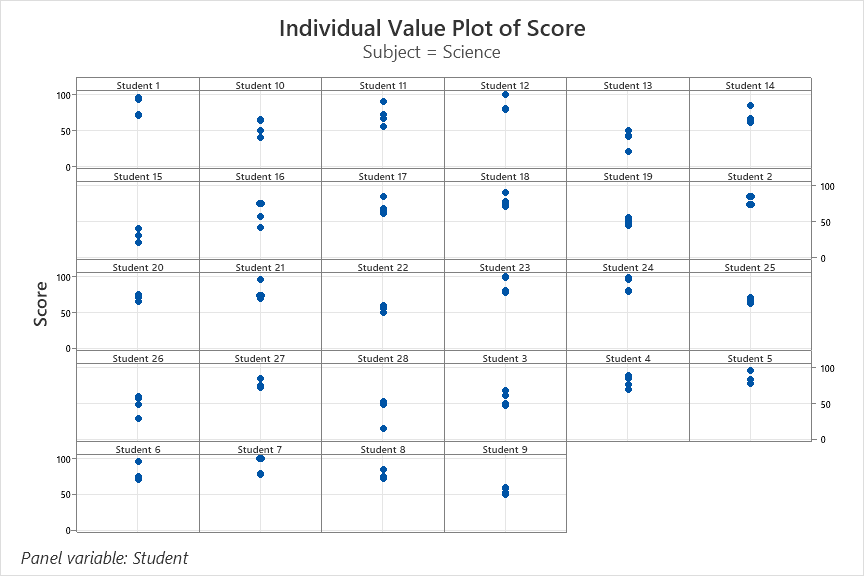 Individual Value Plot of Score
Subject = Science
Student 1 Student 10 Student 11 Student 12 Student 13 Student 14
100
50
0
Student 15 Student 16 Student 17 Student 18 Student 19 Student 2
100
50
0
Student 20 Student 21 Student 22 Student 23 Student 24 Student 25
100
50
0
Score
Student 26 Student 27 Student 28 Student 3 Student 4 Student 5
100
50
0
Student 6 Student 7 Student 8 Student 9
100
50
0
Panel variable: Student